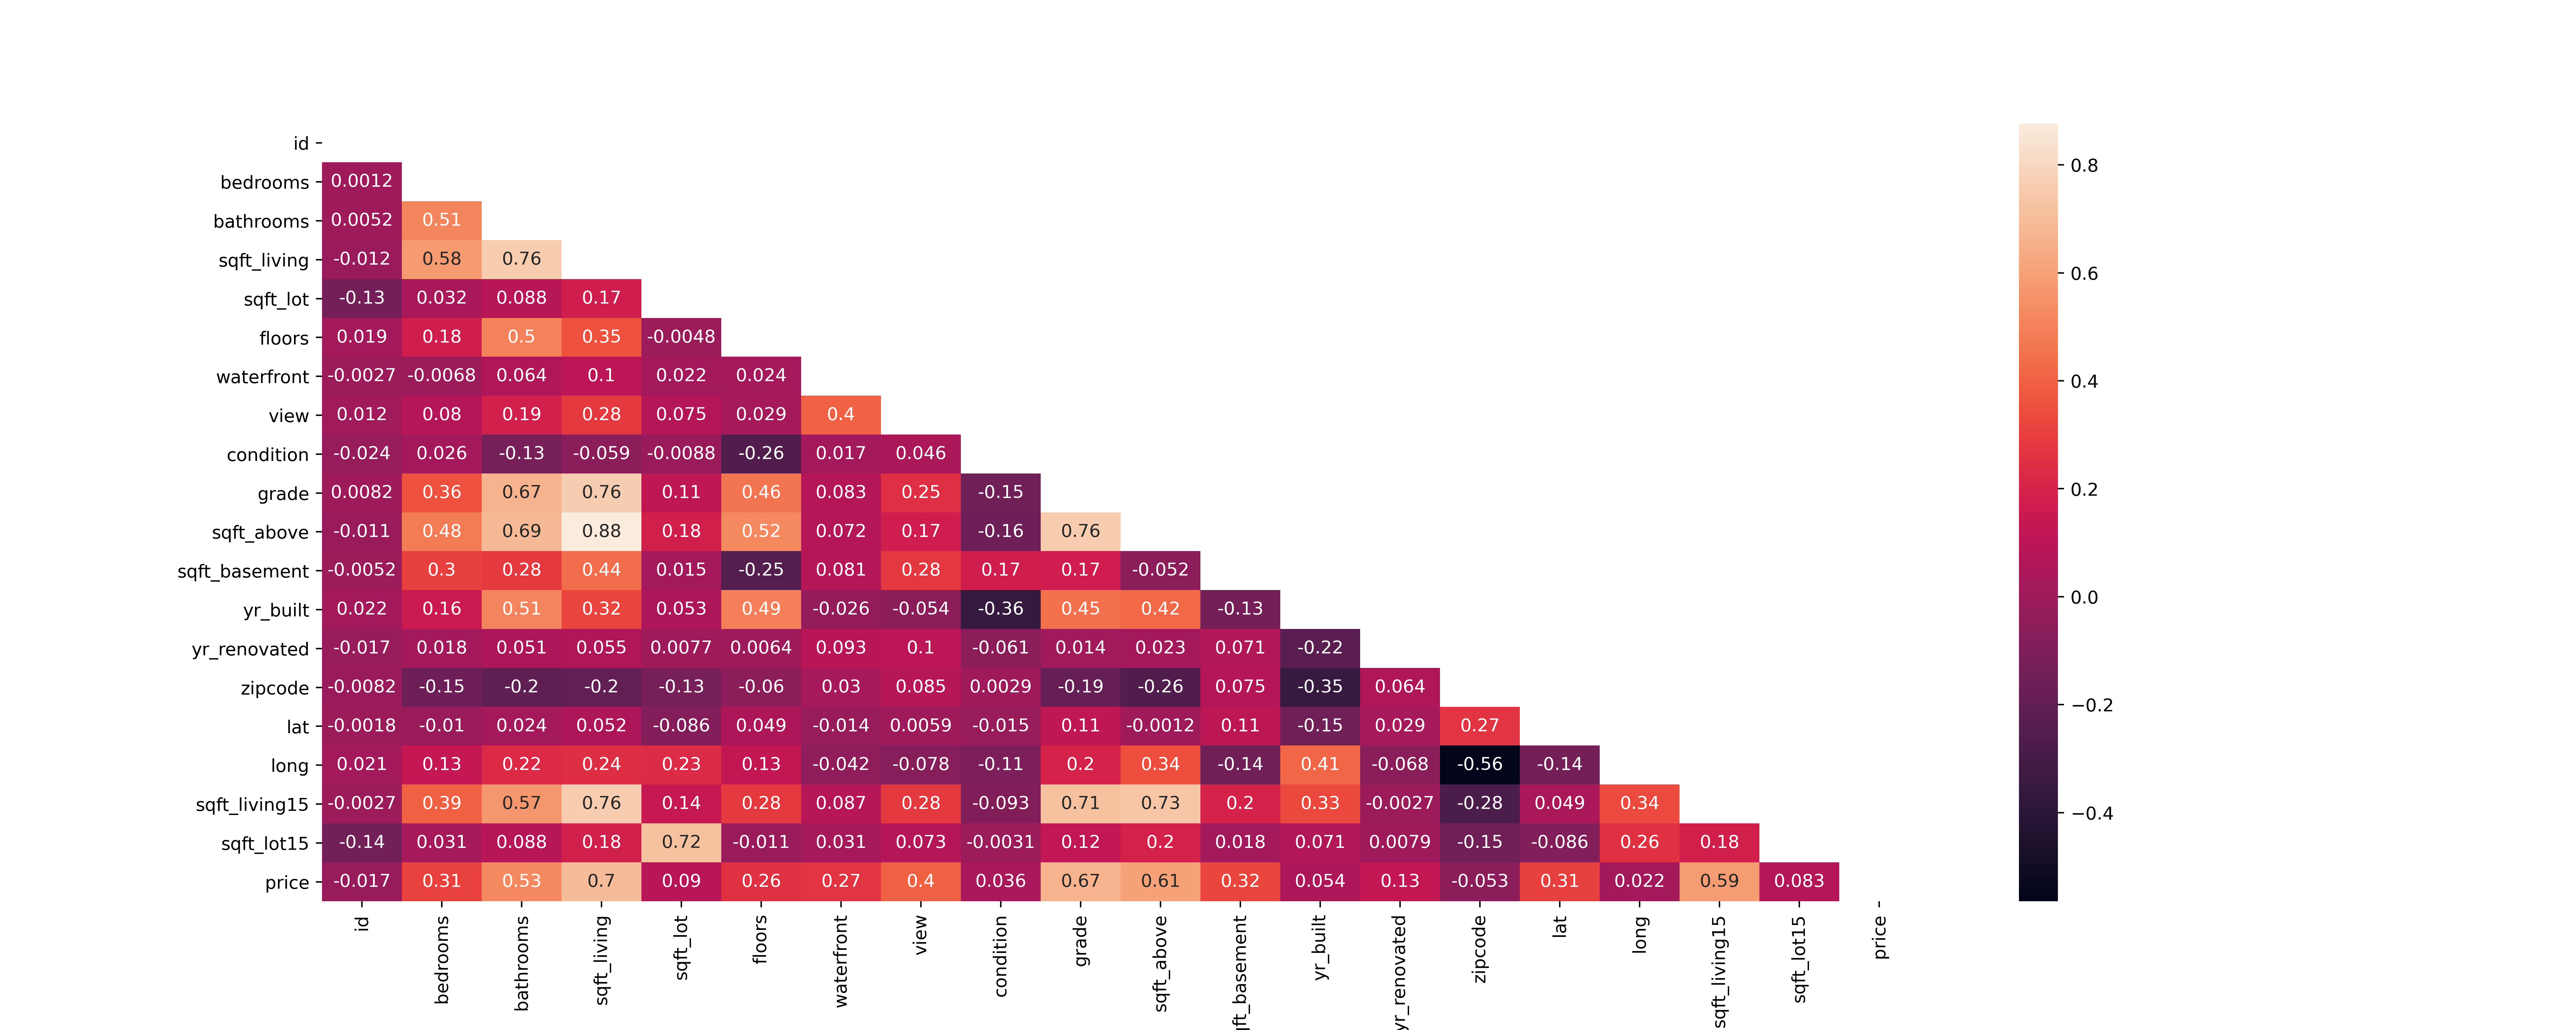 id
bedrooms 0.0012
bathrooms 0.0052 0.51
sqft_living -0.012 0.58 0.76
sqft_lot -0.13 0.032 0.088 0.17
floors 0.019 0.18 0.5 0.35 -0.0048
waterfront -0.0027 -0.0068 0.064 0.1 0.022 0.024
view 0.012 0.08 0.19 0.28 0.075 0.029 0.4
condition -0.024 0.026 -0.13 -0.059 -0.0088 -0.26 0.017 0.046
grade 0.0082 0.36 0.67 0.76 0.11 0.46 0.083 0.25 -0.15
sqft_above -0.011 0.48 0.69 0.88 0.18 0.52 0.072 0.17 -0.16 0.76
sqft_basement -0.0052 0.3 0.28 0.44 0.015 -0.25 0.081 0.28 0.17 0.17 -0.052
yr_built 0.022 0.16 0.51 0.32 0.053 0.49 -0.026 -0.054 -0.36 0.45 0.42 -0.13
yr_renovated -0.017 0.018 0.051 0.055 0.0077 0.0064 0.093 0.1 -0.061 0.014 0.023 0.071 -0.22
zipcode -0.0082 -0.15 -0.2 -0.2 -0.13 -0.06 0.03 0.085 0.0029 -0.19 -0.26 0.075 -0.35 0.064
lat -0.0018 -0.01 0.024 0.052 -0.086 0.049 -0.014 0.0059 -0.015 0.11 -0.0012 0.11 -0.15 0.029 0.27
long 0.021 0.13 0.22 0.24 0.23 0.13 -0.042 -0.078 -0.11 0.2 0.34 -0.14 0.41 -0.068 -0.56 -0.14
sqft_living15 -0.0027 0.39 0.57 0.76 0.14 0.28 0.087 0.28 -0.093 0.71 0.73 0.2 0.33 -0.0027 -0.28 0.049 0.34
sqft_lot15 -0.14 0.031 0.088 0.18 0.72 -0.011 0.031 0.073 -0.0031 0.12 0.2 0.018 0.071 0.0079 -0.15 -0.086 0.26 0.18
price -0.017 0.31 0.53 0.7 0.09 0.26 0.27 0.4 0.036 0.67 0.61 0.32 0.054 0.13 -0.053 0.31 0.022 0.59 0.083
id bedrooms bathrooms sqft_living sqft_lot floors waterfront view condition grade sqft_above qft_basement yr_built yr_renovated zipcode lat long sqft_living15 sqft_lot15 price
0.8
0.6
0.4
0.2
0.0
−0.2
−0.4